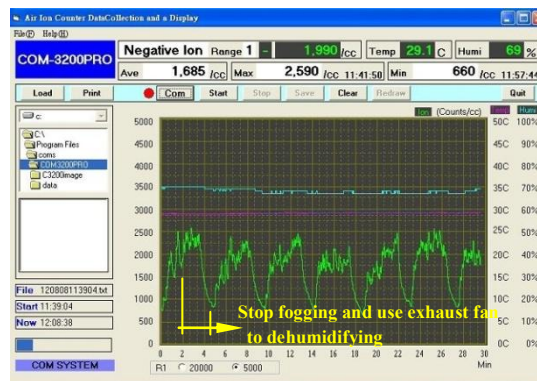 Air Ion Counter DataCollection and a Display
File(F) Help(H)
COM-3200PRO
Negative Ion Range 1 - 1,990 /cc Temp 29.1 C Humi 69 %
Ave 1,685 /cc Max 2,590 /cc 11:41:50 Min 660 /cc 11:57:44
Load Print Com Start Stop Save Clear Redraw Quit
c:
C:\
Program Files
coms
COM3200PRO
C3200image
data
File 120808113904.txt
Start 11:39:04
Now 12:08:38
COM SYSTEM
Ion (Counts/cc) Temp Humi
5000 50C 100%
4500 45C 90%
4000 40C 80%
3500 35C 70%
3000 30C 60%
2500 25C 50%
2000 20C 40%
1500 15C 30%
1000 10C 20%
500 5C 10%
0 0C 0%
Stop fogging and use exhaust fan
to dehumidifying
0 2 4 6 8 10 12 14 16 18 20 22 24 26 28 30
Min
R1 20000 5000